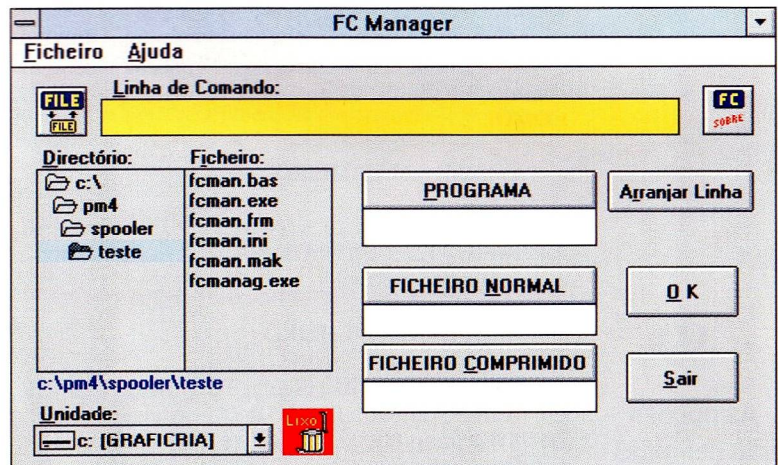 FC Manager
Ficheiro Ajuda
Linha de Comando:
FILE
FILE
FC
SOBRE
Directório:
c:\
pm4
spooler
teste
Ficheiro:
fcman.bas
fcman.exe
fcman.frm
fcman.ini
fcman.mak
fcmanag.exe
c:\pm4\spooler\teste
Unidade:
c: [GRAFICRIA]
Lixo
PROGRAMA
Arranjar Linha
FICHEIRO NORMAL
O K
FICHEIRO COMPRIMIDO
Sair